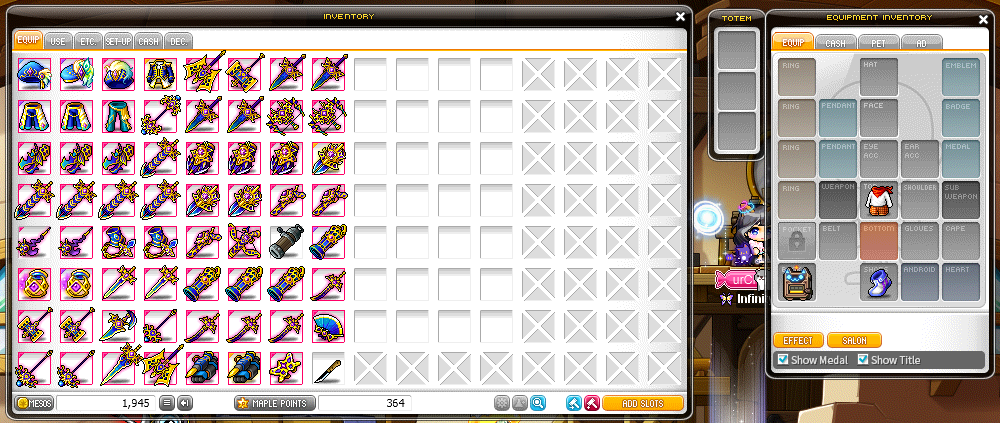 INVENTORY
EQUIP USE ETC. SET-UP CASH DEC.
MESOS 1,945 MAPLE POINTS 364 ADD SLOTS
TOTEM
urC
Infini
EQUIPMENT INVENTORY
EQUIP CASH PET AD
RING HAT EMBLEM
RING PENDANT FACE BADGE
RING PENDANT EYE ACC EAR ACC MEDAL
RING WEAPON SHOULDER SUB WEAPON
POCKET BELT BOTTOM GLOVES CAPE
ANDROID HEART
EFFECT SALON
Show Medal Show Title